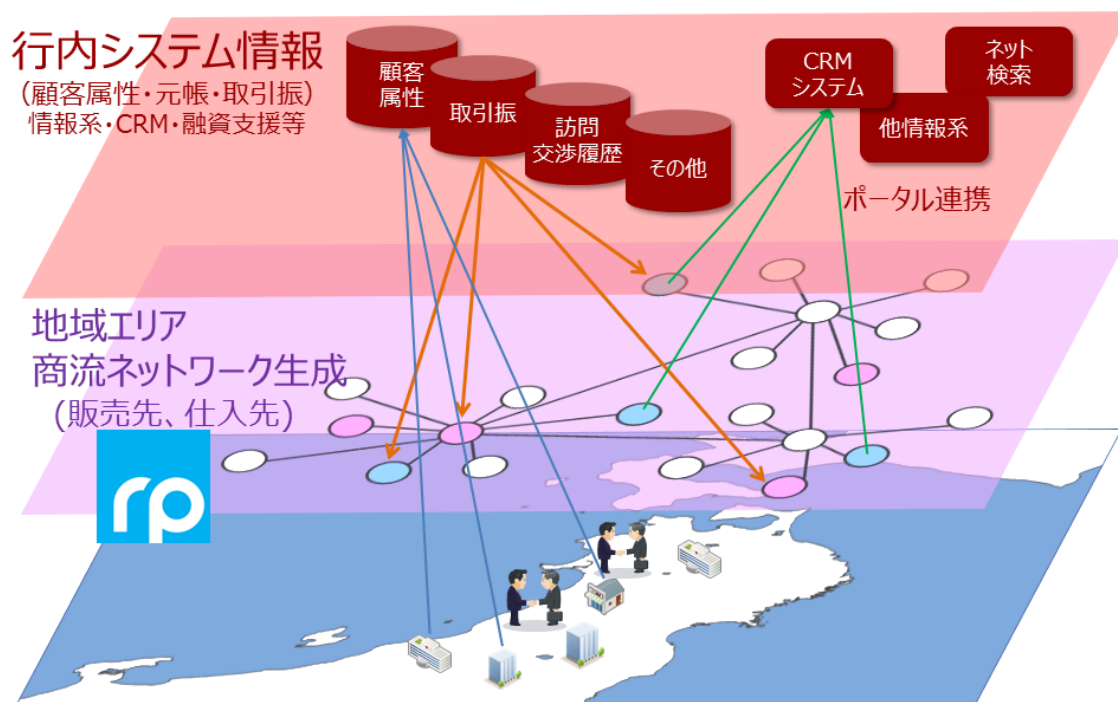 行内システム情報
（顧客属性・元帳・取引振）
情報系・CRM・融資支援等
顧客
属性
取引振
訪問
交渉履歴
その他
CRM
システム
ネット
検索
他情報系
ポータル連携
地域エリア
商流ネットワーク生成
(販売先、仕入先)
rp